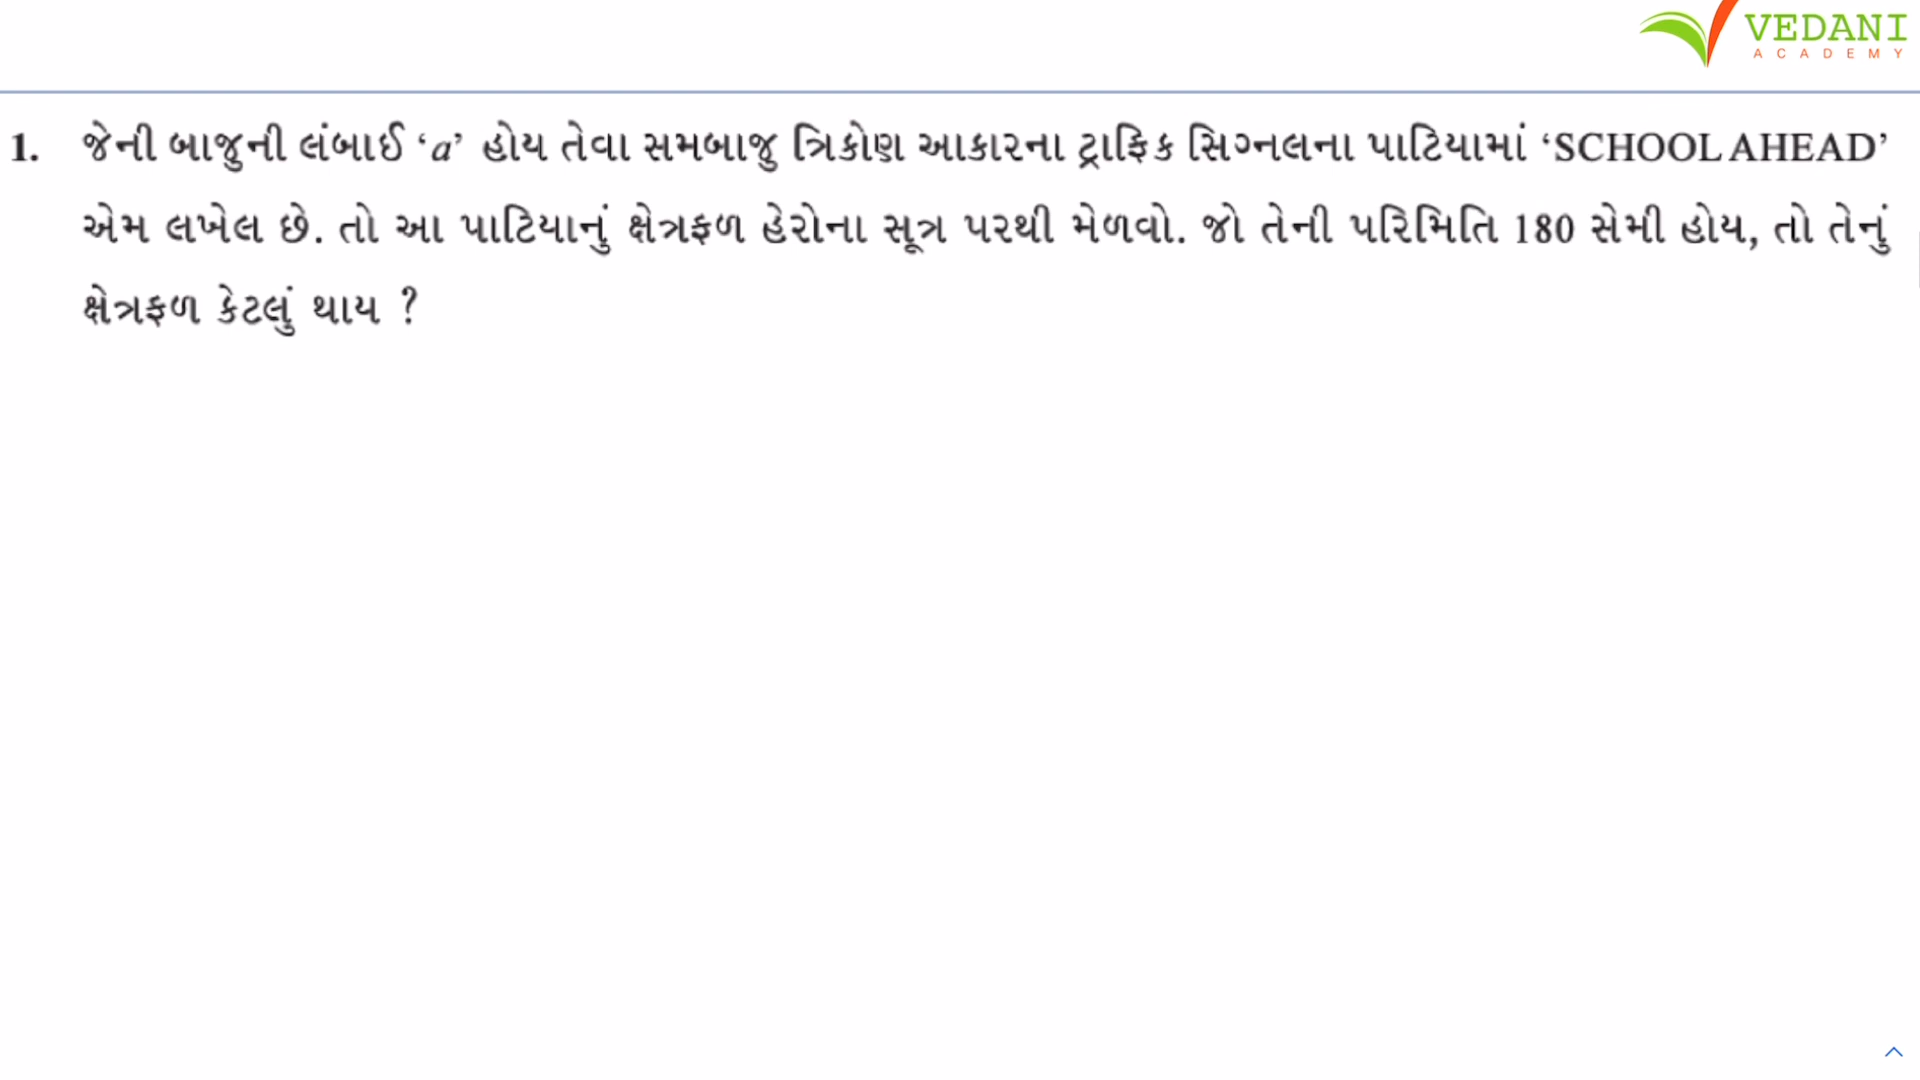 VEDANI
ACADEMY
1. જેની બાજુની લંબાઈ ‘a’ હોય તેવા સમબાજુ ત્રિકોણ આકારના ટ્રાફિક સિગ્નલના પાટિયામાં ‘SCHOOL AHEAD’
એમ લખેલ છે. તો આ પાટિયાનું ક્ષેત્રફળ હેરોના સૂત્ર પરથી મેળવો. જો તેની પરિમિતિ 180 સેમી હોય, તો તેનું
ક્ષેત્રફળ કેટલું થાય ?